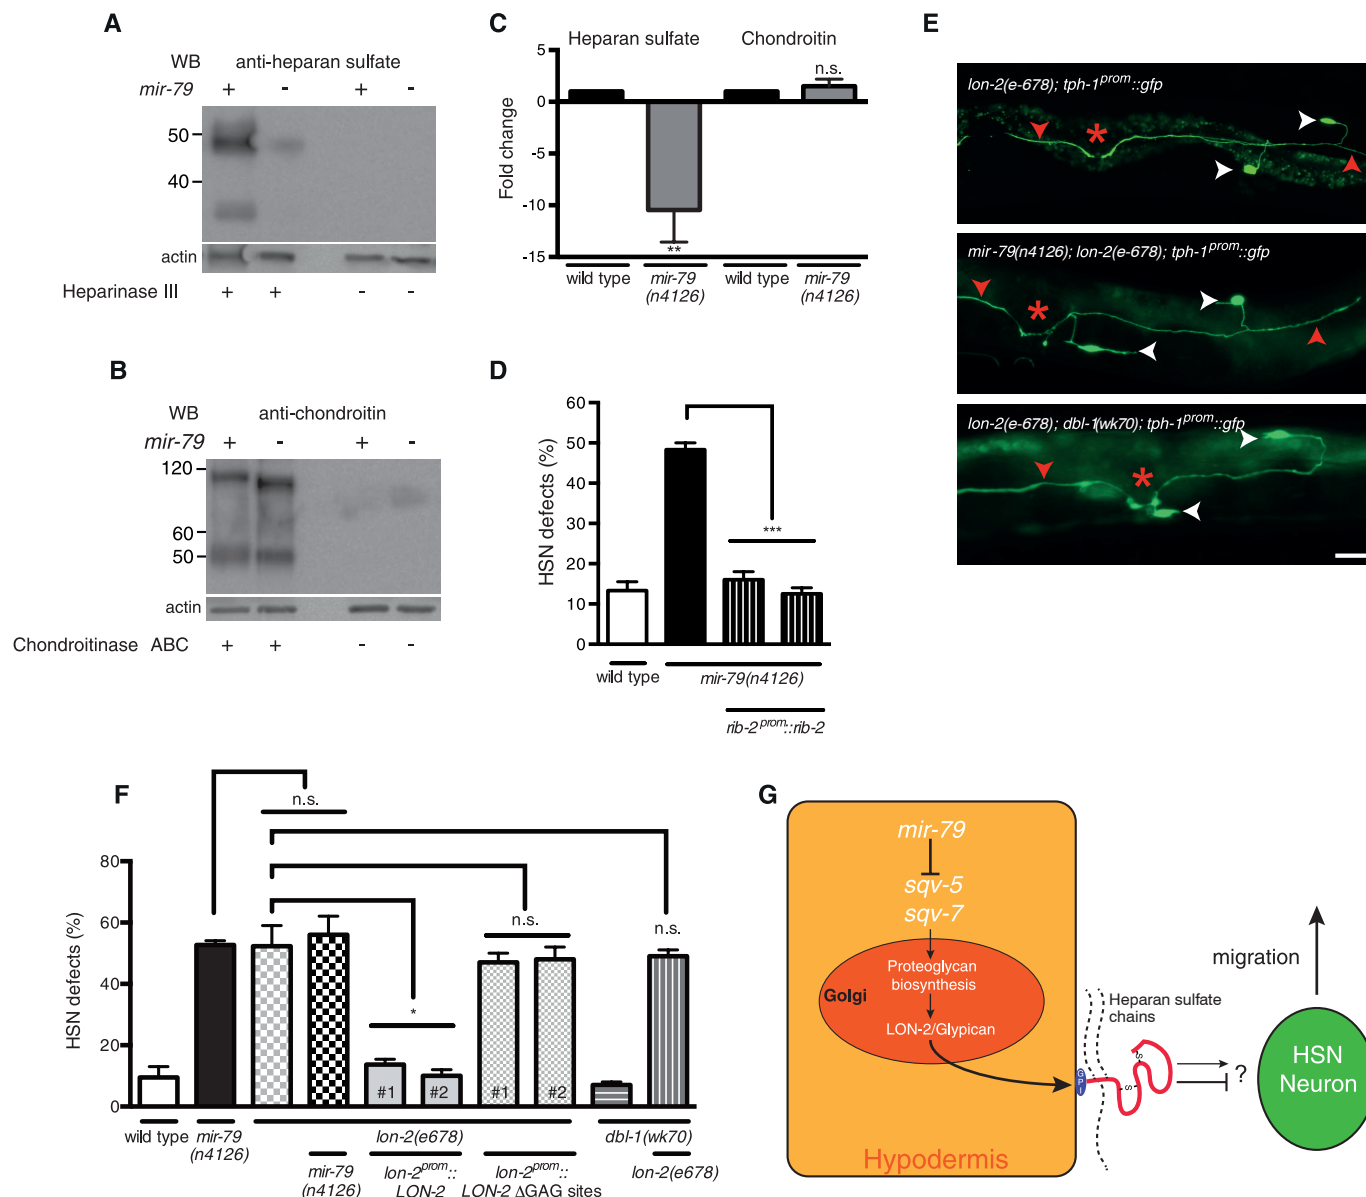 A
WB anti-heparan sulfate
mir-79 + - + -
50
40
actin
Heparinase III + + - -
B
WB anti-chondroitin
mir-79 + - + -
120
60
50
actin
Chondroitinase ABC + + - -
C
Heparan sulfate Chondroitin
Fold change
5
0
-5
-10
-15
**
n.s.
wild type mir-79 (n4126) wild type mir-79 (n4126)
D
HSN defects (%)
60
50
40
30
20
10
0
***
wild type mir-79(n4126)
rib-2prom::rib-2
E
lon-2(e-678); tph-1prom::gfp
*
mir-79(n4126); lon-2(e-678); tph-1prom::gfp
*
lon-2(e-678); dbl-1(wk70); tph-1prom::gfp
*
F
HSN defects (%)
80
60
40
20
0
n.s.
*
n.s.
n.s.
#1 #2 #1 #2
wild type mir-79 (n4126) lon-2(e678) dbl-1(wk70)
mir-79 (n4126) lon-2prom:: LON-2 lon-2prom:: LON-2 ΔGAG sites lon-2(e678)
G
mir-79
sqv-5
sqv-7
Proteoglycan
biosynthesis
Golgi
LON-2/Glypican
Hypodermis
GPI
Heparan sulfate
chains
S
S
?
migration
HSN
Neuron